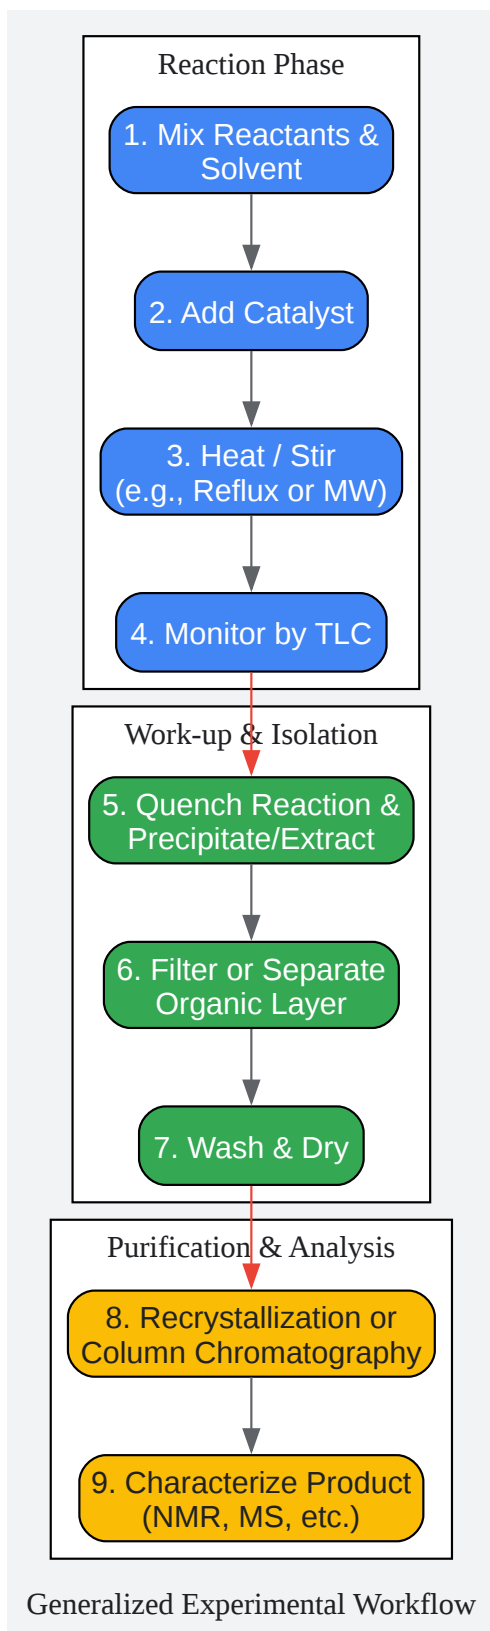 Reaction Phase
1. Mix Reactants &
Solvent
2. Add Catalyst
3. Heat / Stir
(e.g., Reflux or MW)
4. Monitor by TLC
Work-up & Isolation
5. Quench Reaction &
Precipitate/Extract
6. Filter or Separate
Organic Layer
7. Wash & Dry
Purification & Analysis
8. Recrystallization or
Column Chromatography
9. Characterize Product
(NMR, MS, etc.)
Generalized Experimental Workflow